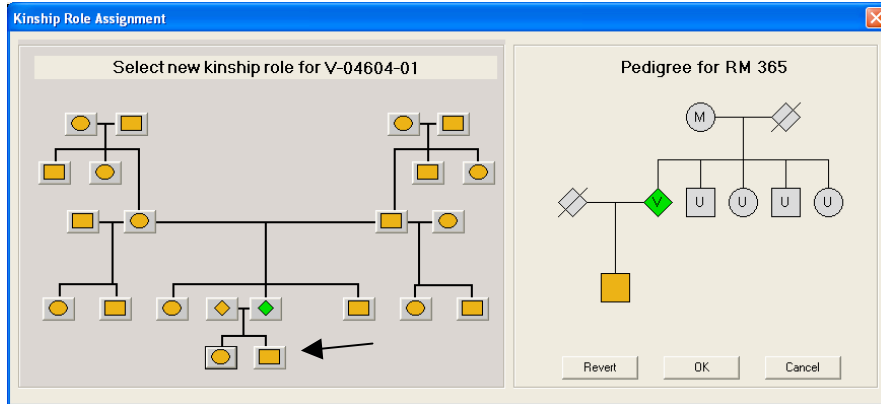 Kinship Role Assignment
Select new kinship role for V-04604-01
Pedigree for RM 365
M
V
U
U
U
U
Revert
OK
Cancel